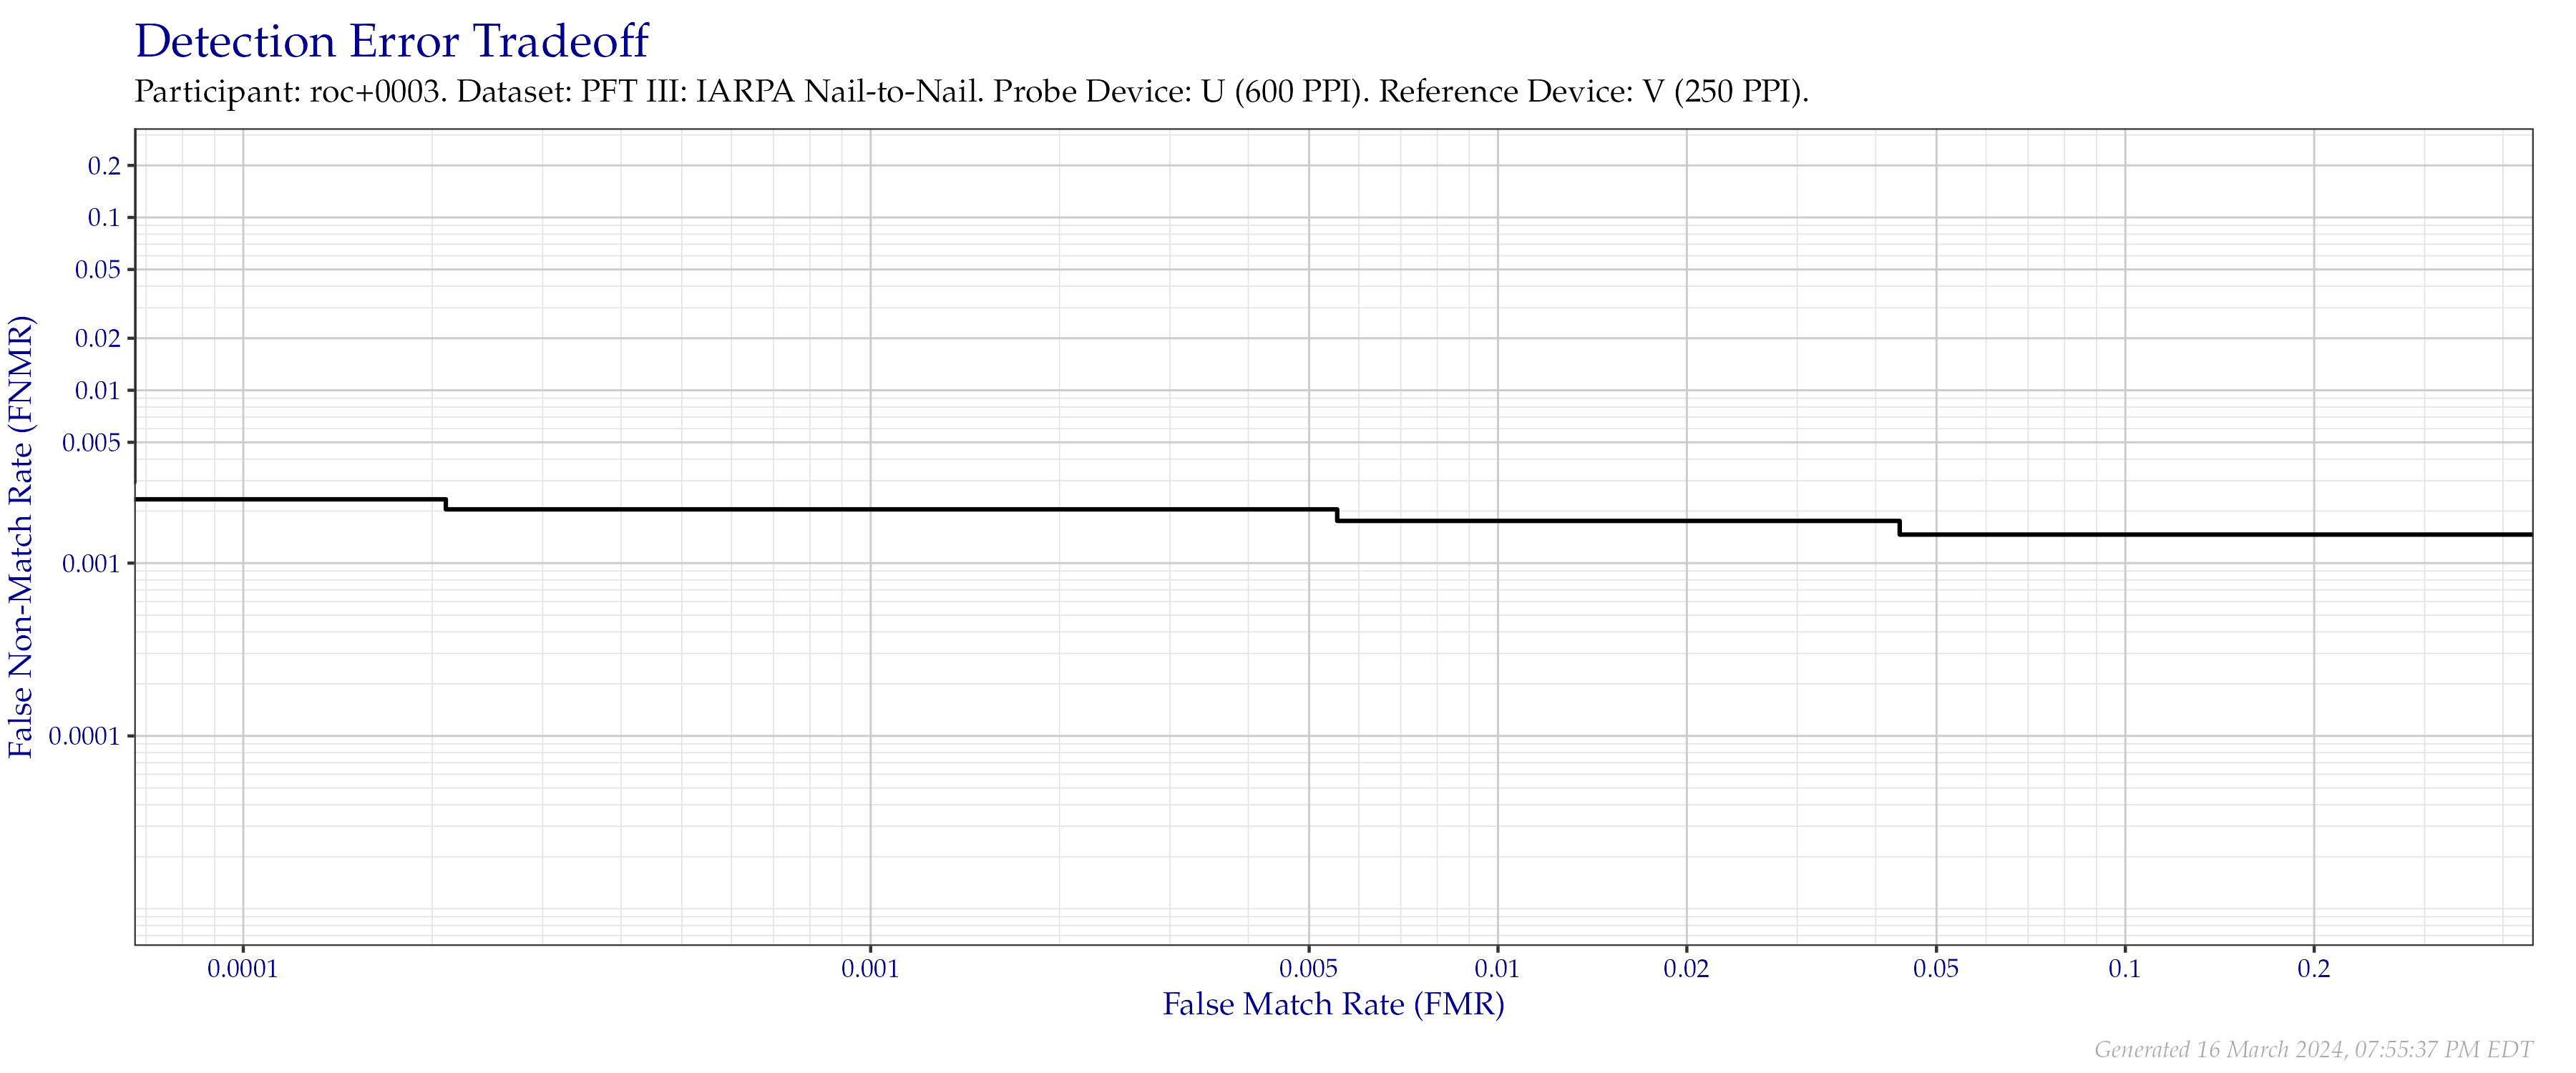 Detection Error Tradeoff
Participant: roc+0003. Dataset: PFT III: IARPA Nail-to-Nail. Probe Device: U (600 PPI). Reference Device: V (250 PPI).
False Non-Match Rate (FNMR)
0.2
0.1
0.05
0.02
0.01
0.005
0.001
0.0001
0.0001 0.001 0.005 0.01 0.02 0.05 0.1 0.2
False Match Rate (FMR)
Generated 16 March 2024, 07:55:37 PM EDT